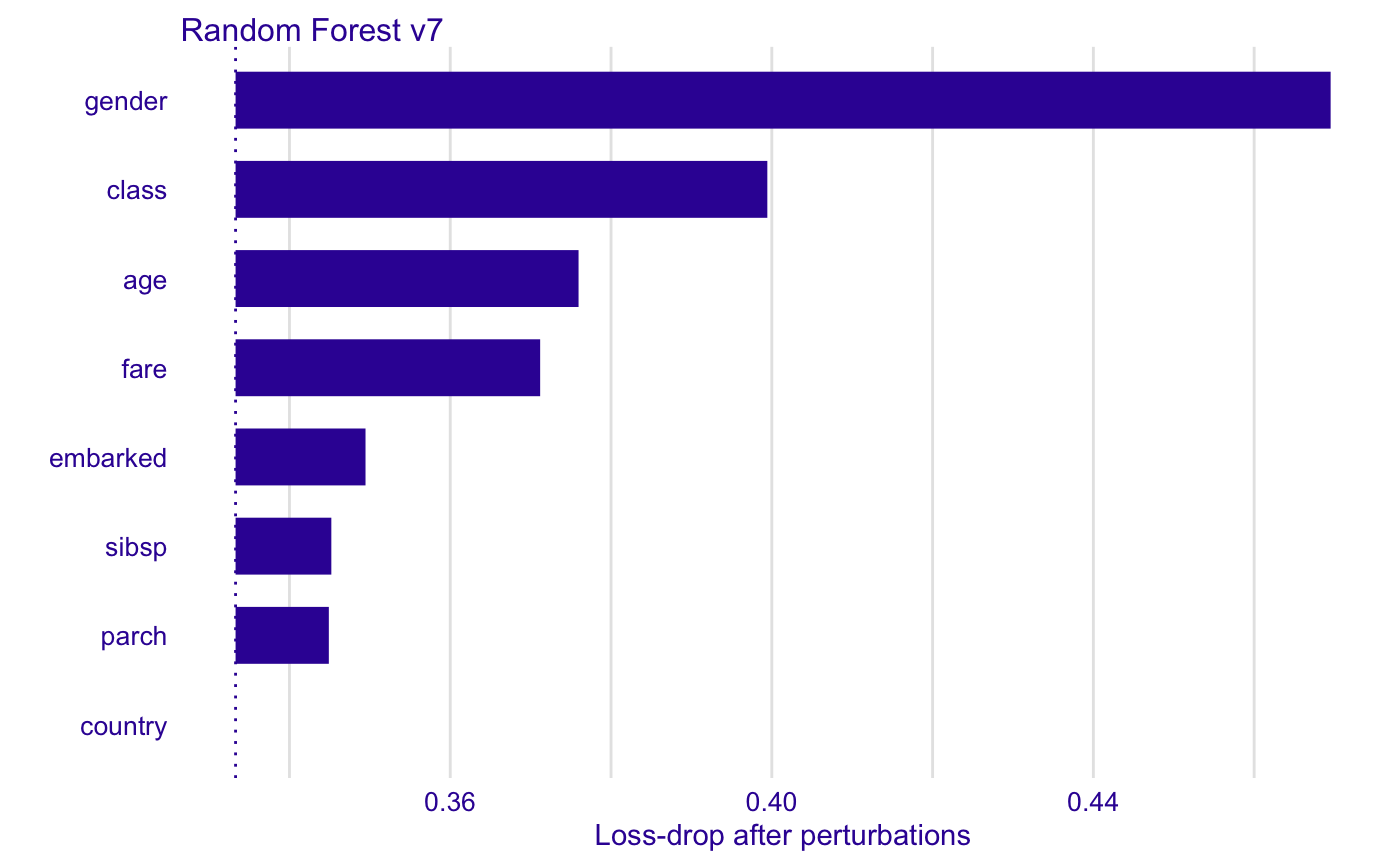 Random Forest v7
gender
class
age
fare
embarked
sibsp
parch
country
0.36 0.40 0.44
Loss-drop after perturbations